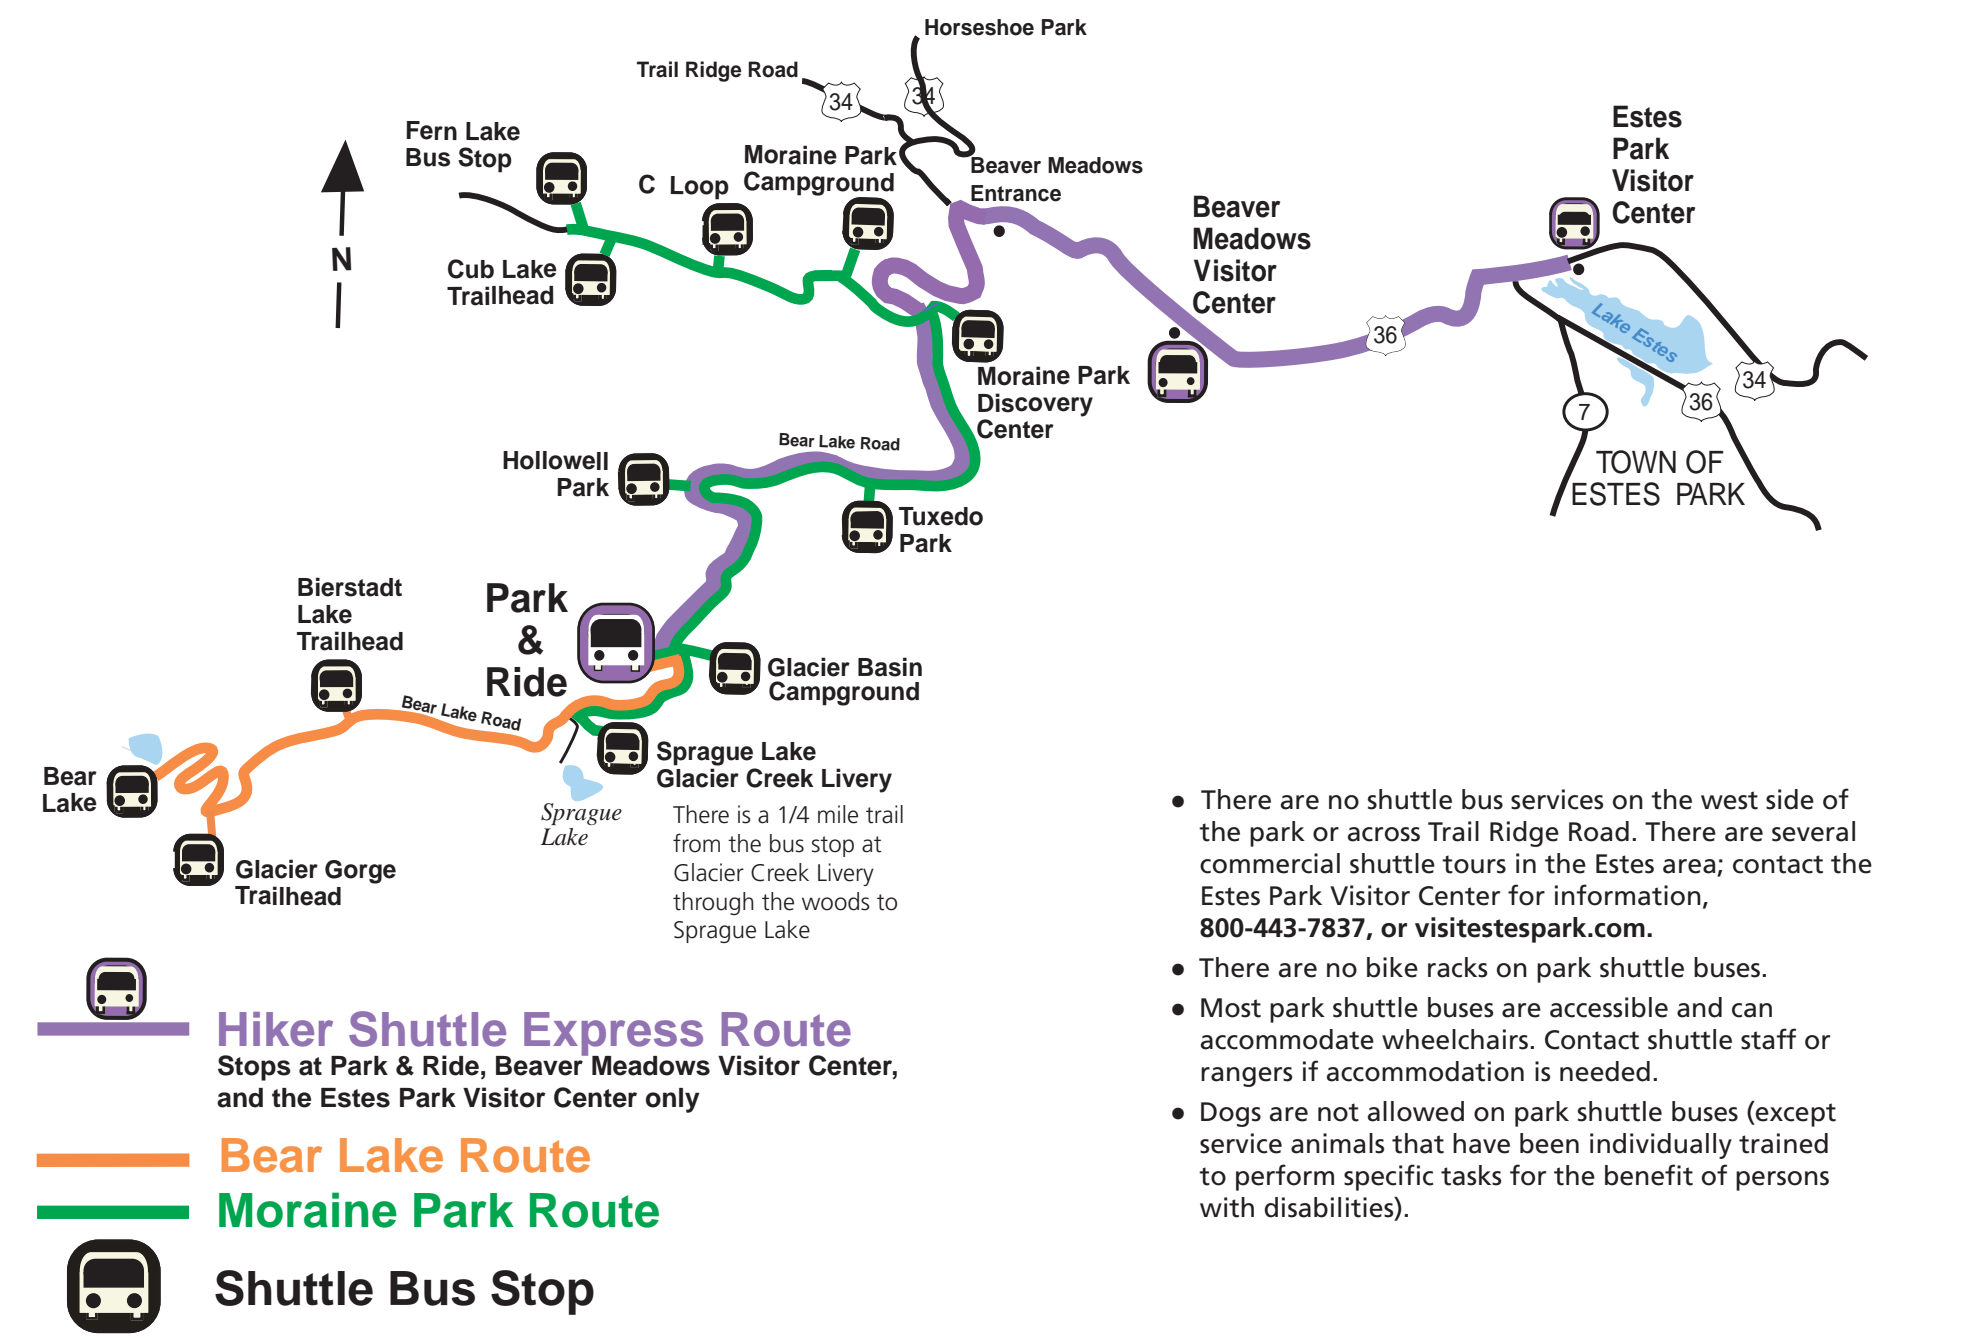 Horseshoe Park
Trail Ridge Road
34
34
Fern Lake
Bus Stop
C Loop
Moraine Park
Campground
Beaver Meadows
Entrance
Estes
Park
Visitor
Center
Beaver
Meadows
Visitor
Center
N
Cub Lake
Trailhead
Lake Estes
36
34
36
7
Moraine Park
Discovery
Center
Bear Lake Road
TOWN OF
ESTES PARK
Hollowell
Park
Tuxedo
Park
Bierstadt
Lake
Trailhead
Park
&
Ride
Glacier Basin
Campground
Bear Lake Road
Sprague Lake
Glacier Creek Livery
Bear
Lake
Sprague
Lake
There is a 1/4 mile trail
from the bus stop at
Glacier Creek Livery
through the woods to
Sprague Lake
Glacier Gorge
Trailhead
● There are no shuttle bus services on the west side of
the park or across Trail Ridge Road. There are several
commercial shuttle tours in the Estes area; contact the
Estes Park Visitor Center for information,
800-443-7837, or visitestespark.com.
● There are no bike racks on park shuttle buses.
● Most park shuttle buses are accessible and can
accommodate wheelchairs. Contact shuttle staff or
rangers if accommodation is needed.
● Dogs are not allowed on park shuttle buses (except
service animals that have been individually trained
to perform specific tasks for the benefit of persons
with disabilities).
Hiker Shuttle Express Route
Stops at Park & Ride, Beaver Meadows Visitor Center,
and the Estes Park Visitor Center only
Bear Lake Route
Moraine Park Route
Shuttle Bus Stop